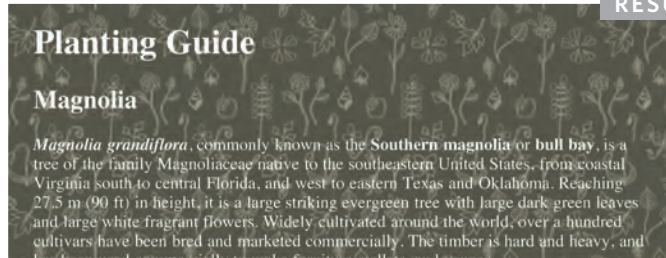 RESU
Planting Guide
Magnolia
Magnolia grandiflora, commonly known as the Southern magnolia or bull bay, is a
tree of the family Magnoliaceae native to the southeastern United States, from coastal
Virginia south to central Florida, and west to eastern Texas and Oklahoma. Reaching
27.5 m (90 ft) in height, it is a large striking evergreen tree with large dark green leaves
and large white fragrant flowers. Widely cultivated around the world, over a hundred
cultivars have been bred and marketed commercially. The timber is hard and heavy, and